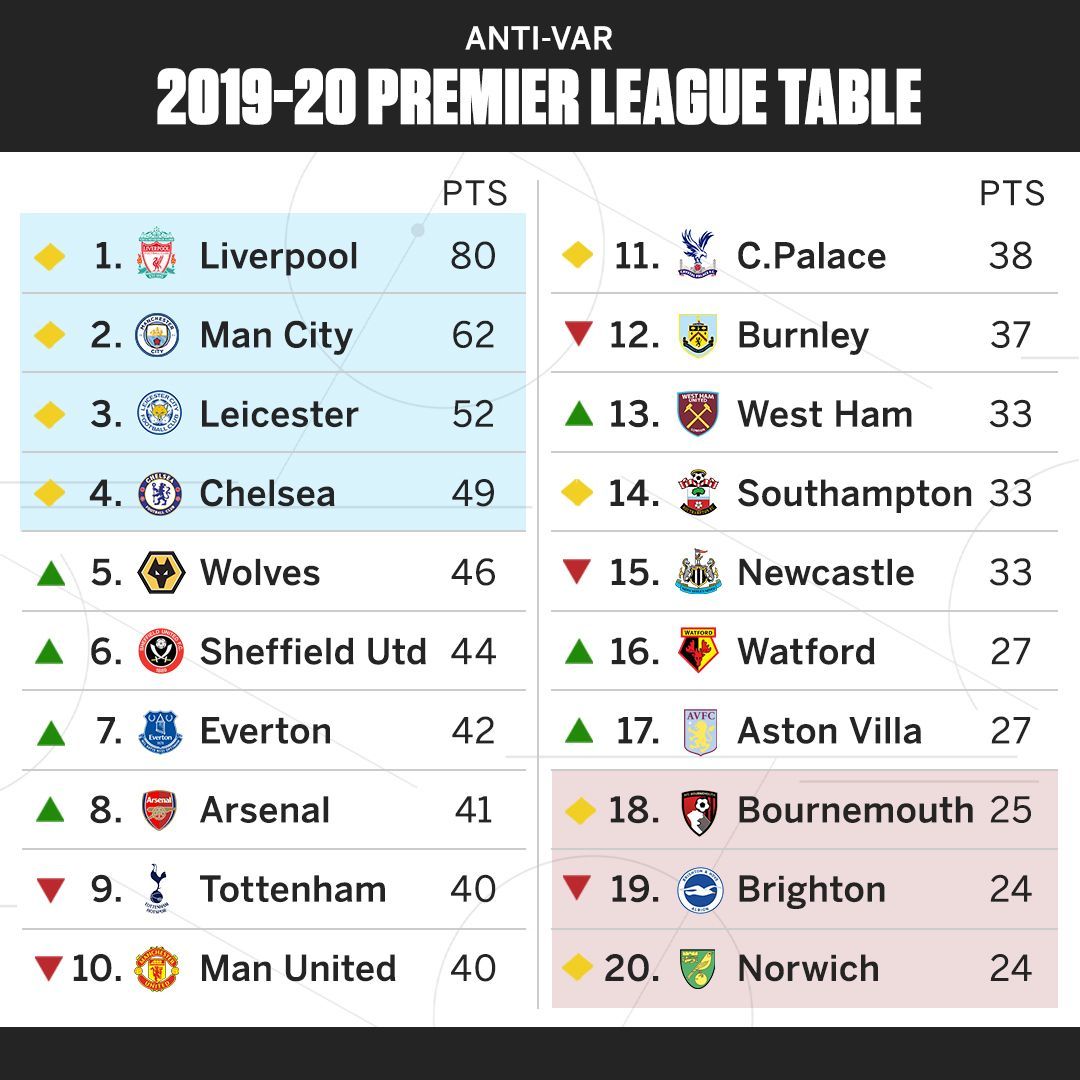 ANTI-VAR
2019-20 PREMIER LEAGUE TABLE
PTS
1. Liverpool 80
2. Man City 62
3. Leicester 52
4. Chelsea 49
5. Wolves 46
6. Sheffield Utd 44
7. Everton 42
8. Arsenal 41
9. Tottenham 40
10. Man United 40
PTS
11. C.Palace 38
12. Burnley 37
13. West Ham 33
14. Southampton 33
15. Newcastle 33
16. WATFORD Watford 27
17. AVFC Aston Villa 27
18. Bournemouth 25
19. Brighton 24
20. Norwich 24